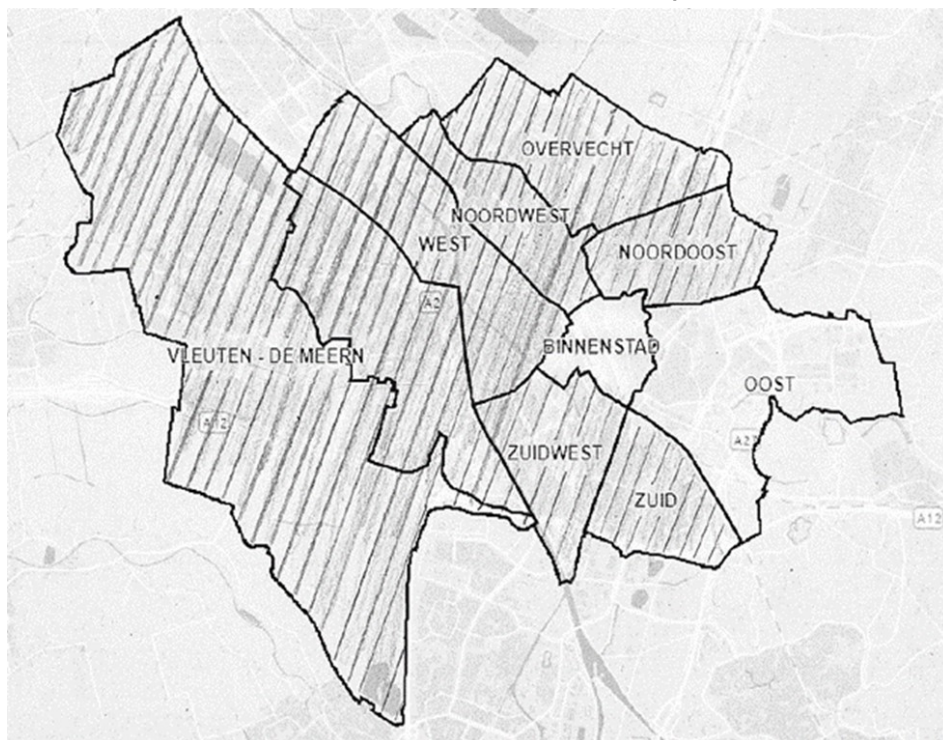 OVERVECHT
NOORDWEST
WEST
NOORDOOST
A2
BINNENSTAD
VLEUTEN - DE MEERN
OOST
A12
A27
ZUIDWEST
ZUID
A12